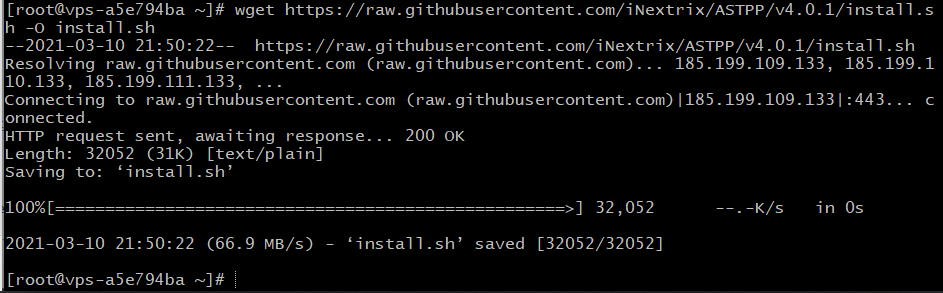 [root@vps-a5e794ba ~]# wget https://raw.githubusercontent.com/iNextrix/ASTPP/v4.0.1/install.s
h -O install.sh
--2021-03-10 21:50:22--  https://raw.githubusercontent.com/iNextrix/ASTPP/v4.0.1/install.sh
Resolving raw.githubusercontent.com (raw.githubusercontent.com)... 185.199.109.133, 185.199.1
10.133, 185.199.111.133, ...
Connecting to raw.githubusercontent.com (raw.githubusercontent.com)|185.199.109.133|:443... c
onnected.
HTTP request sent, awaiting response... 200 OK
Length: 32052 (31K) [text/plain]
Saving to: ‘install.sh’
100%[===================================================>] 32,052      --.-K/s   in 0s
2021-03-10 21:50:22 (66.9 MB/s) - ‘install.sh’ saved [32052/32052]
[root@vps-a5e794ba ~]#